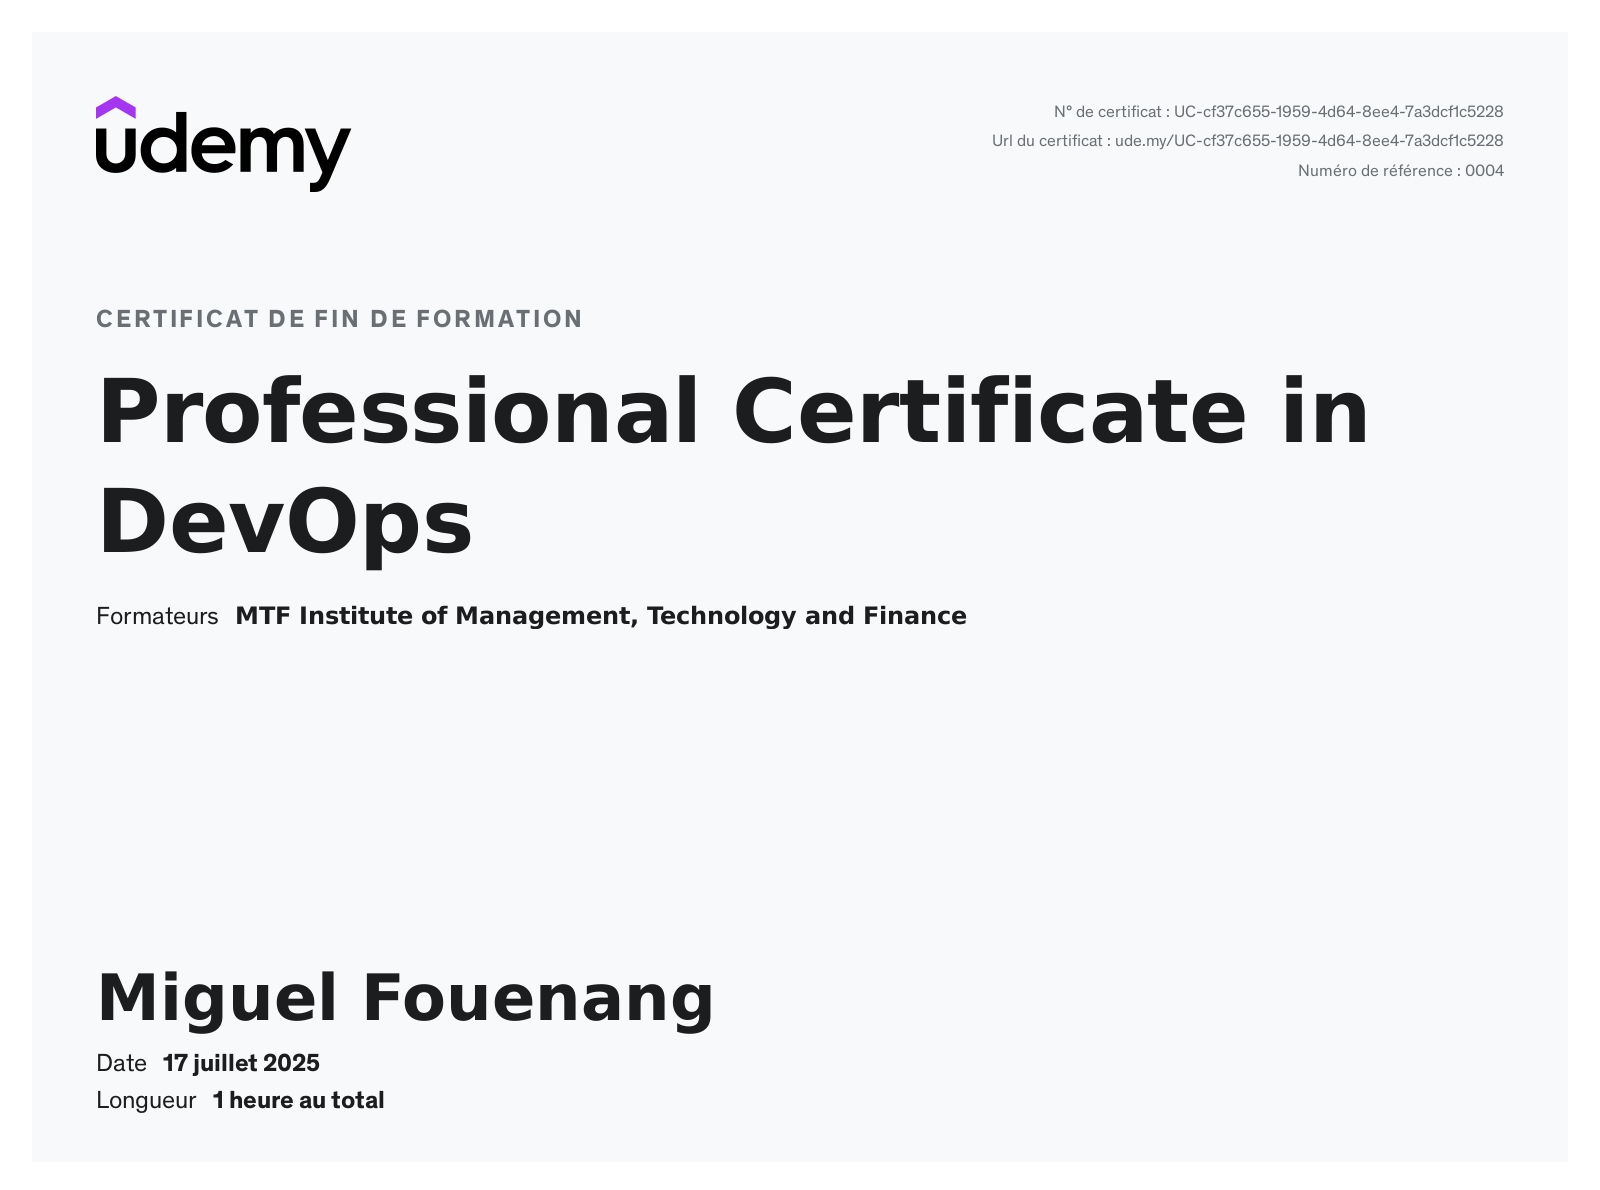 udemy
N° de certificat : UC-cf37c655-1959-4d64-8ee4-7a3dcf1c5228
Url du certificat : ude.my/UC-cf37c655-1959-4d64-8ee4-7a3dcf1c5228
Numéro de référence : 0004
CERTIFICAT DE FIN DE FORMATION
Professional Certificate in
DevOps
Formateurs MTF Institute of Management, Technology and Finance
Miguel Fouenang
Date 17 juillet 2025
Longueur 1 heure au total